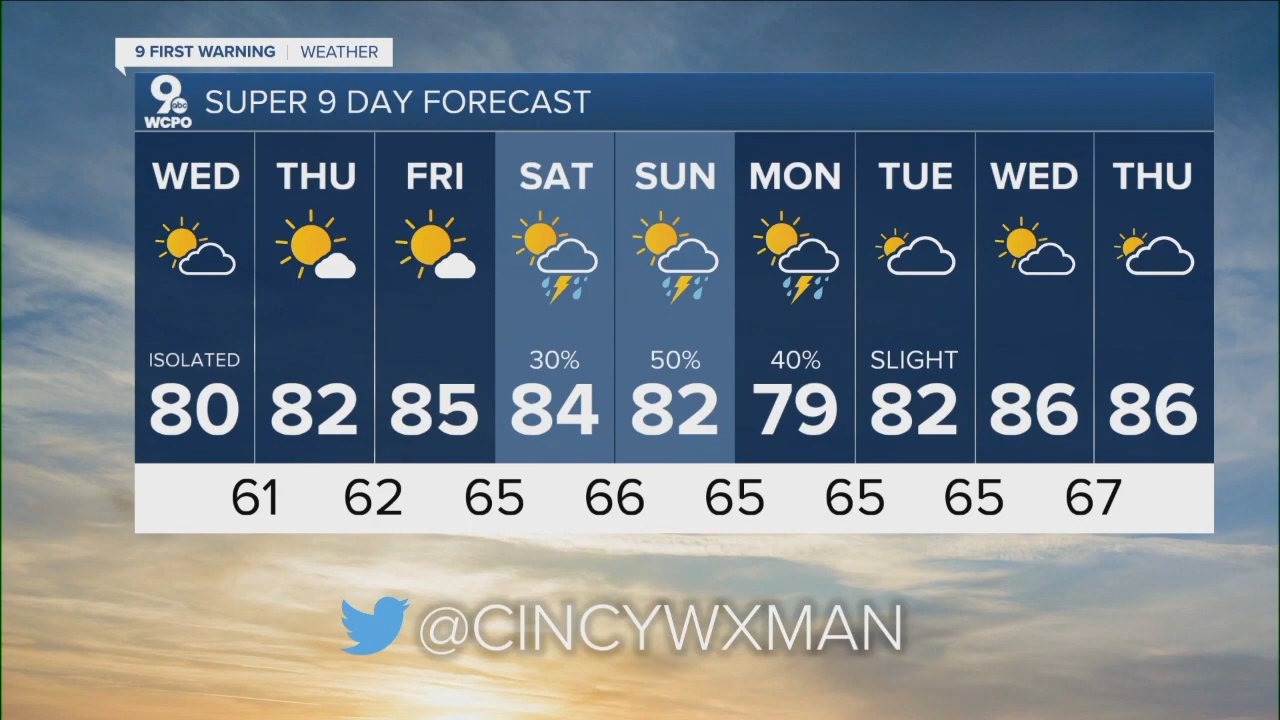 9 FIRST WARNING | WEATHER
9 abc
WCPO
SUPER 9 DAY FORECAST
WED THU FRI SAT SUN MON TUE WED THU
ISOLATED 30% 50% 40% SLIGHT
80 82 85 84 82 79 82 86 86
61 62 65 66 65 65 65 67
@CINCYWXMAN